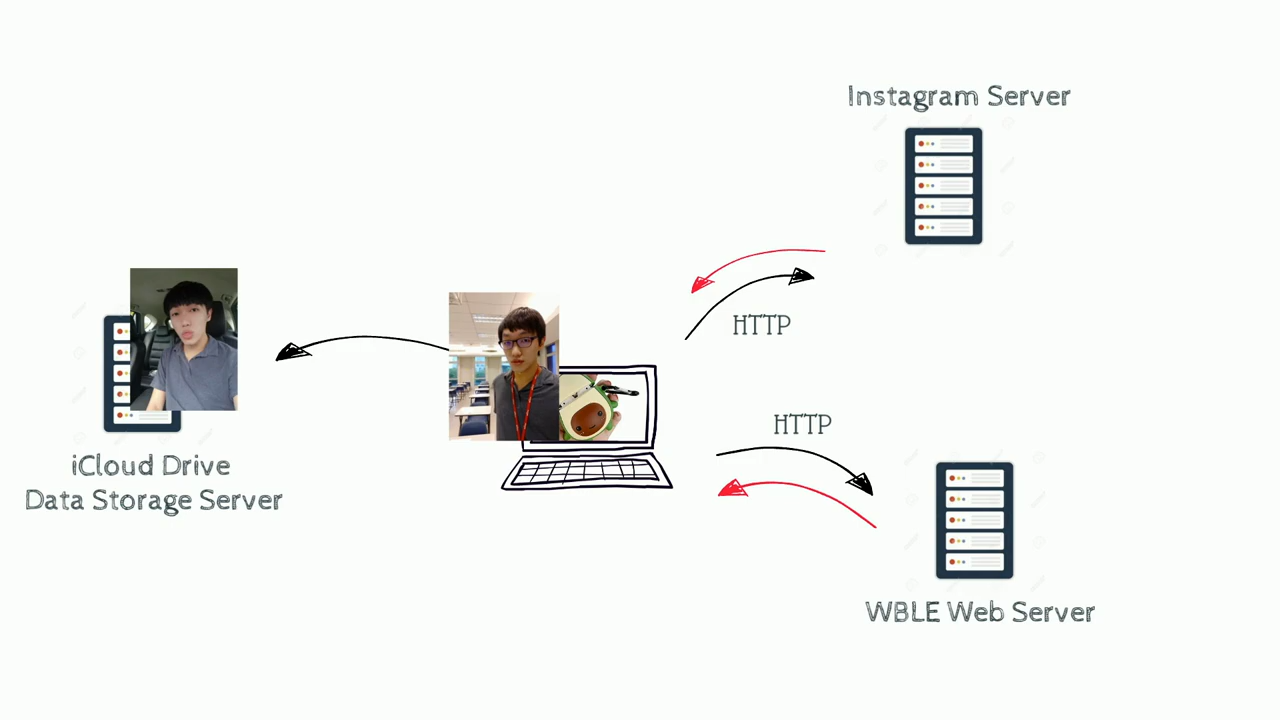 Instagram Server
HTTP
HTTP
iCloud Drive
Data Storage Server
WBLE Web Server